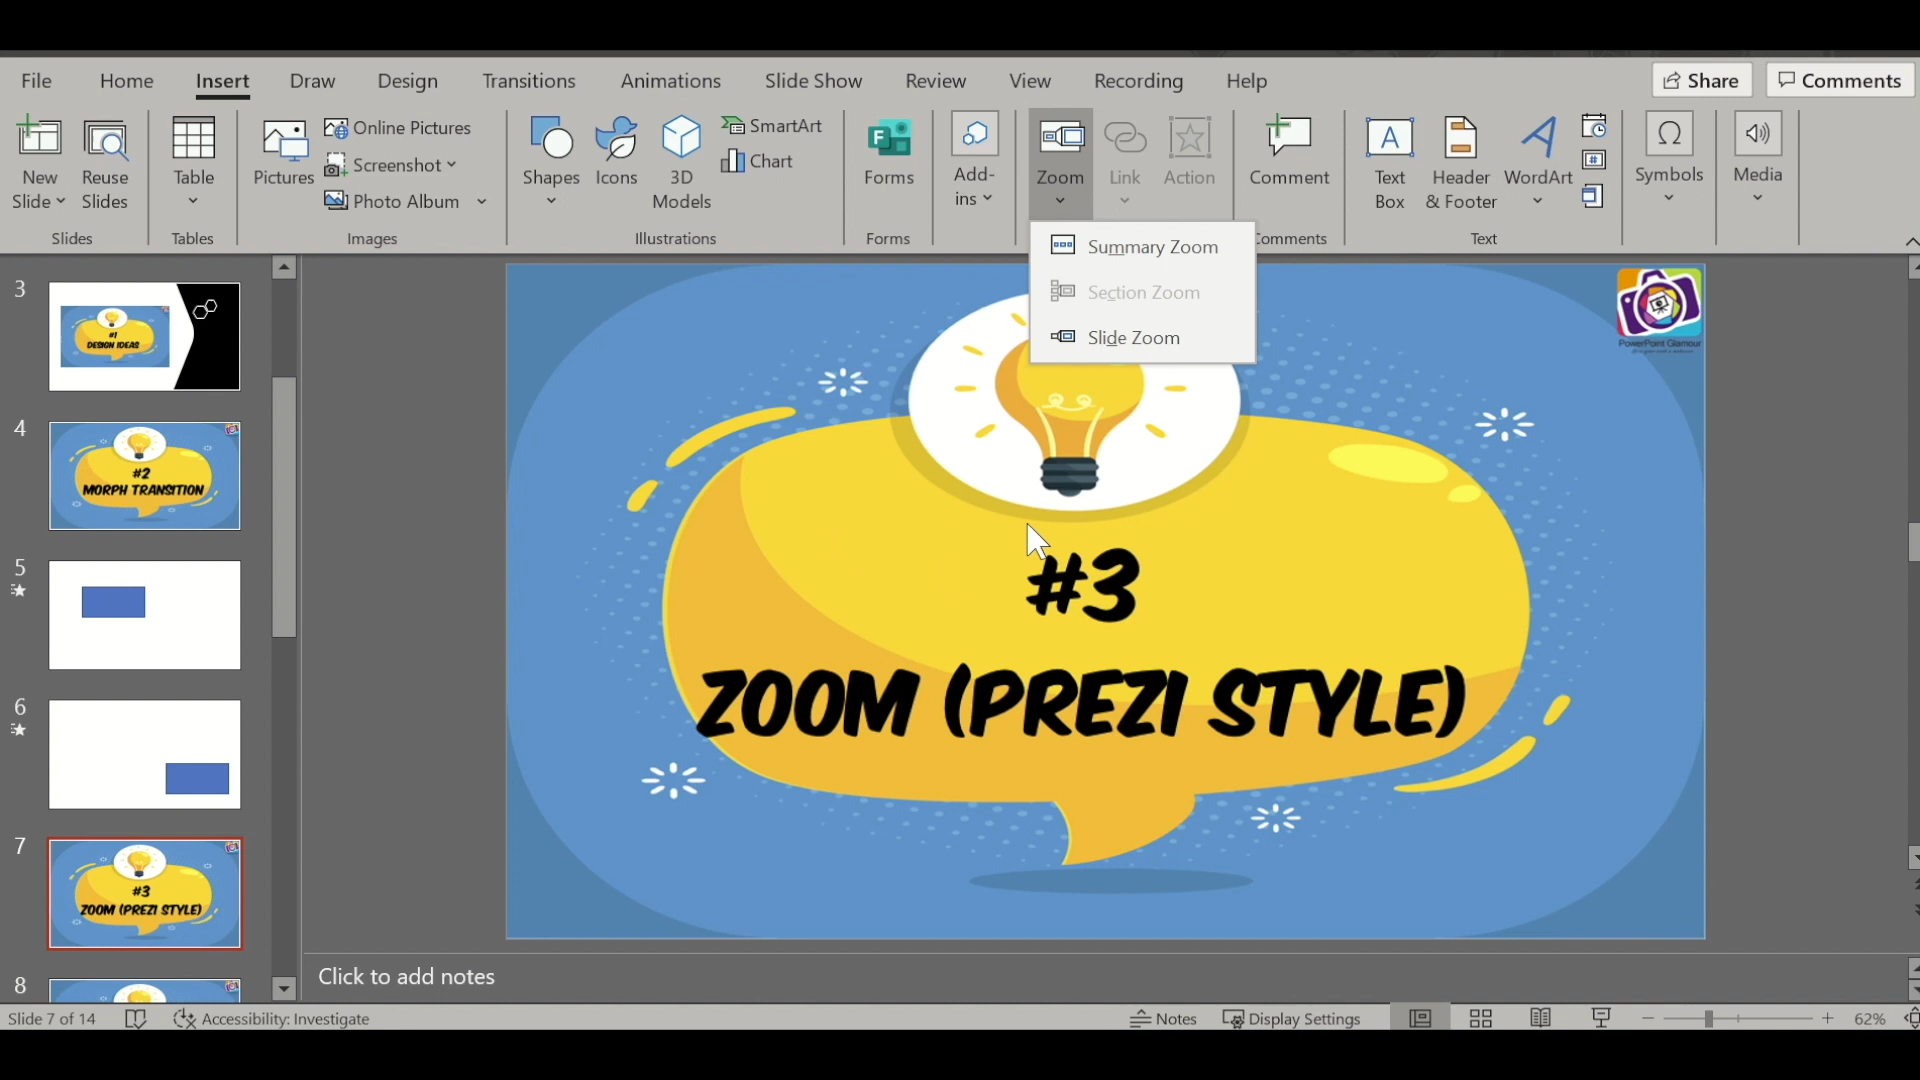 File Home Insert Draw Design Transitions Animations Slide Show Review View Recording Help Share Comments
New Slide
Reuse Slides
Slides
Table
Tables
Pictures
Online Pictures
Screenshot
Photo Album
Images
Shapes
Icons
3D Models
SmartArt
Chart
Illustrations
Forms
Forms
Add-ins
Zoom
Link
Action
Comment
Comments
Text Box
Header & Footer
WordArt
Text
Symbols
Media
Summary Zoom
Section Zoom
Slide Zoom
3
#1
DESIGN IDEAS
4
#2
MORPH TRANSITION
5
6
7
#3
ZOOM (PREZI STYLE)
8
PowerPoint Glamour
#3
ZOOM (PREZI STYLE)
Click to add notes
Slide 7 of 14 Accessibility: Investigate Notes Display Settings 62%